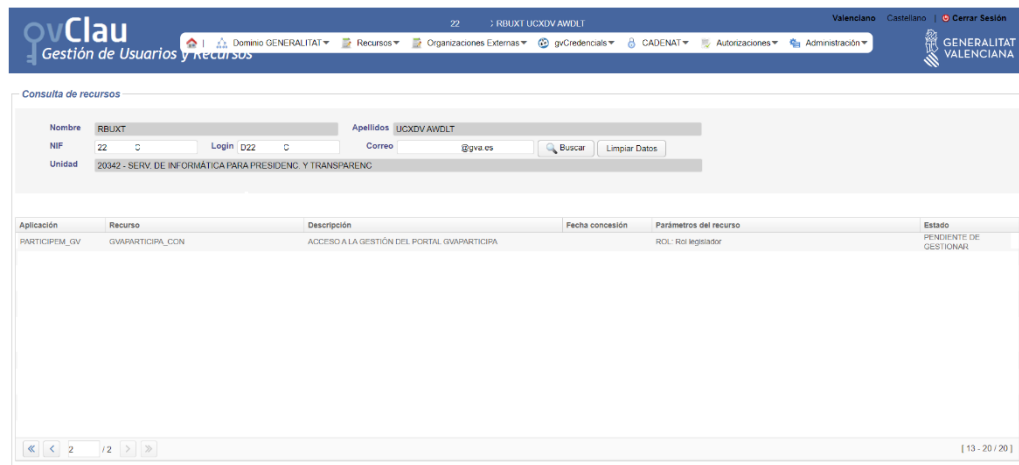 22 : RBUXT UCXDV AWDLT
Valenciano Castellano | Cerrar Sesión
gvClau
Gestión de Usuarios y Recursos
Dominio GENERALITAT Recursos Organizaciones Externas gvCredencials CADENAT Autorizaciones Administración
GENERALITAT
VALENCIANA
Consulta de recursos
Nombre RBUXT Apellidos UCXDV AWDLT
NIF 22 C Login D22 C Correo @gva.es Buscar Limpiar Datos
Unidad 20342 - SERV. DE INFORMÁTICA PARA PRESIDENC. Y TRANSPARENC
Aplicación Recurso Descripción Fecha concesión Parámetros del recurso Estado
PARTICIPEM_GV GVAPARTICIPA_CON ACCESO A LA GESTIÓN DEL PORTAL GVAPARTICIPA ROL: Rol legislador PENDIENTE DE
GESTIONAR
2 / 2 [ 13 - 20 / 20 ]